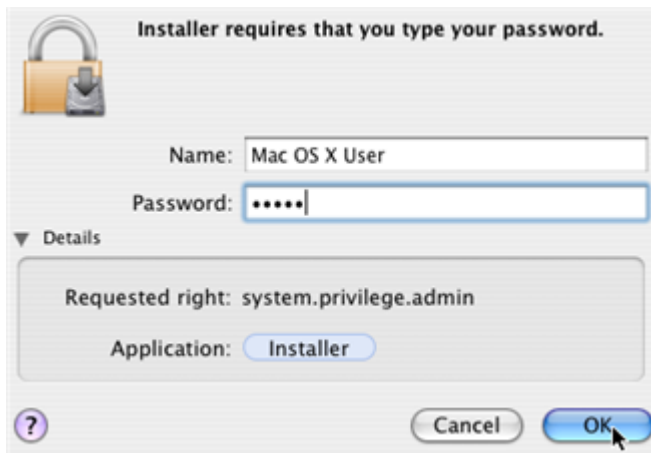 Installer requires that you type your password.
Name: Mac OS X User
Password: •••••
Details
Requested right: system.privilege.admin
Application: Installer
? Cancel OK